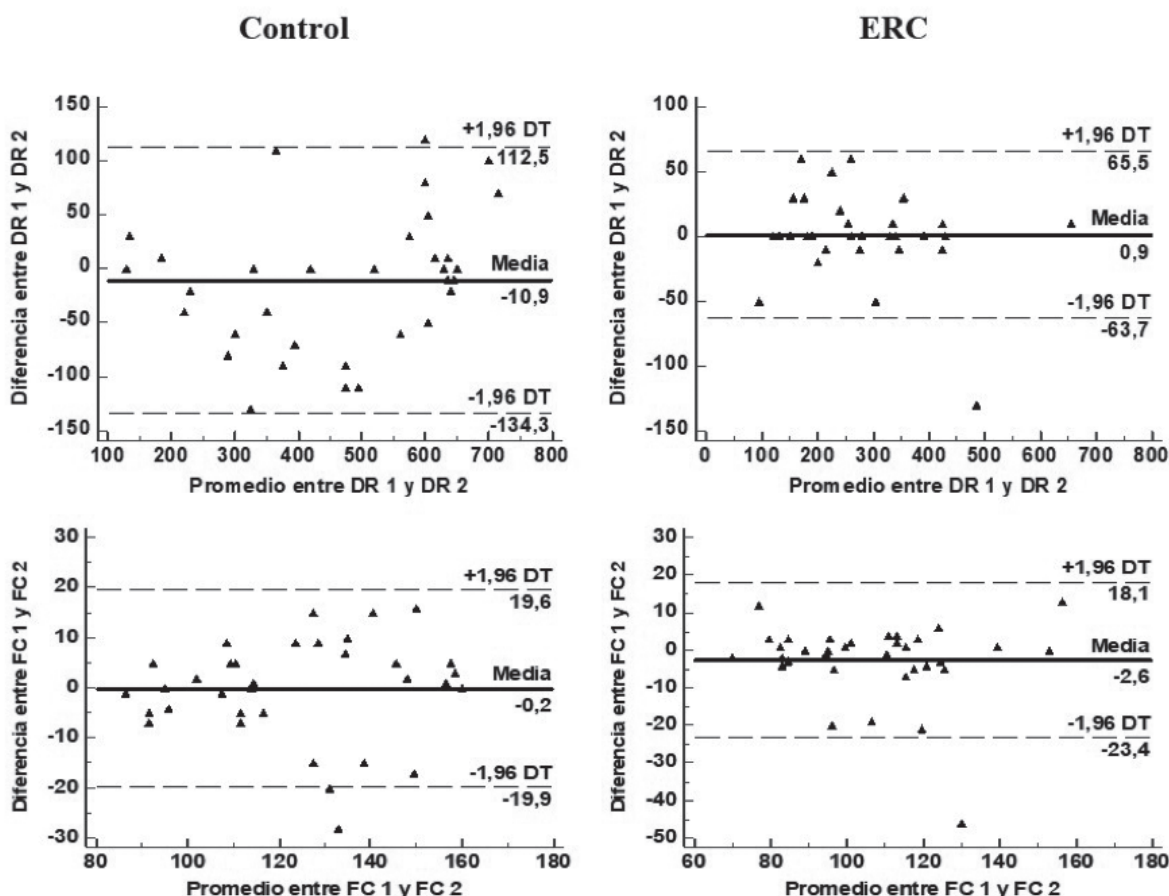 Control
ERC
Diferencia entre DR 1 y DR 2
150
100
50
0
-50
-100
-150
+1,96 DT
112,5
Media
-10,9
-1,96 DT
-134,3
100 200 300 400 500 600 700 800
Promedio entre DR 1 y DR 2
Diferencia entre DR 1 y DR 2
100
50
0
-50
-100
-150
+1,96 DT
65,5
Media
0,9
-1,96 DT
-63,7
0 100 200 300 400 500 600 700 800
Promedio entre DR 1 y DR 2
Diferencia entre FC 1 y FC 2
30
20
10
0
-10
-20
-30
+1,96 DT
19,6
Media
-0,2
-1,96 DT
-19,9
80 100 120 140 160 180
Promedio entre FC 1 y FC 2
Diferencia entre FC 1 y FC 2
30
20
10
0
-10
-20
-30
-40
-50
+1,96 DT
18,1
Media
-2,6
-1,96 DT
-23,4
60 80 100 120 140 160 180
Promedio entre FC 1 y FC 2